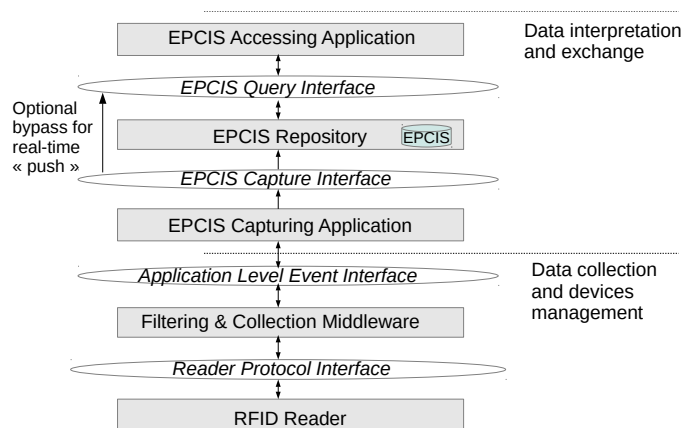 EPCIS Accessing Application
Data interpretation
and exchange
EPCIS Query Interface
Optional
bypass for
real-time
« push »
EPCIS Repository
EPCIS
EPCIS Capture Interface
EPCIS Capturing Application
Application Level Event Interface
Data collection
and devices
management
Filtering & Collection Middleware
Reader Protocol Interface
RFID Reader